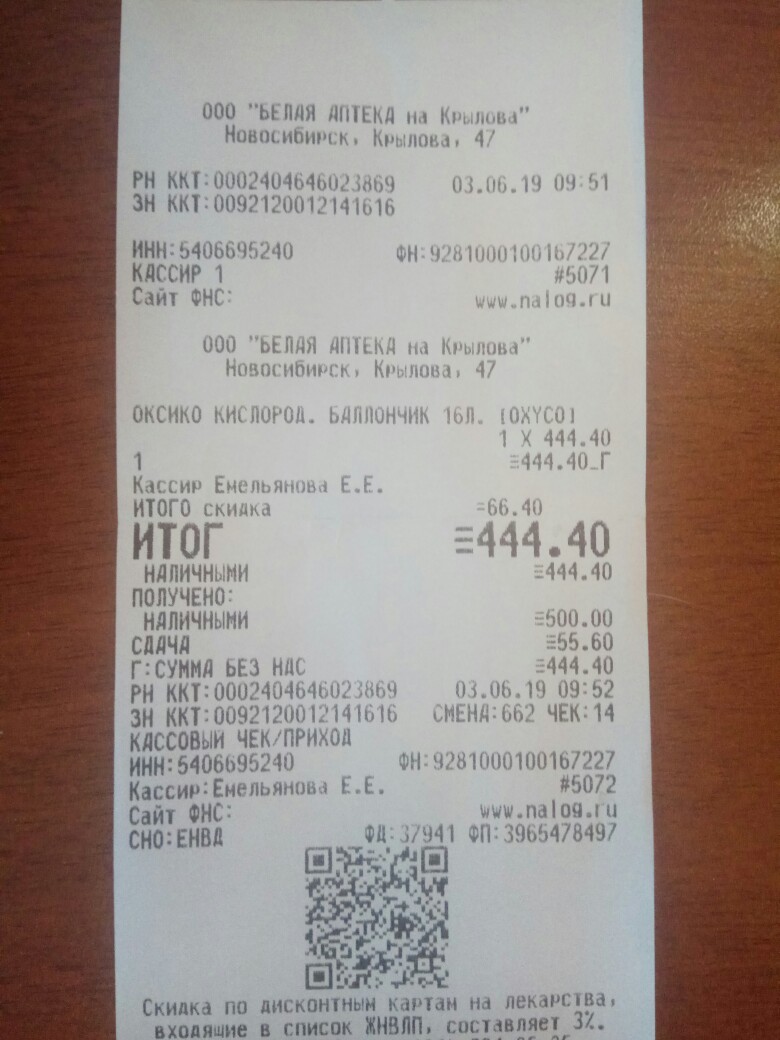 ООО "БЕЛАЯ АПТЕКА на Крылова"
Новосибирск, Крылова, 47
РН ККТ:0002404646023869 03.06.19 09:51
ЗН ККТ:0092120012141616
ИНН:5406695240 ФН:9281000100167227
КАССИР 1 #5071
Сайт ФНС: www.nalog.ru
ООО "БЕЛАЯ АПТЕКА на Крылова"
Новосибирск, Крылова, 47
ОКСИКО КИСЛОРОД. БАЛЛОНЧИК 16Л. [OXYCO]
1 X 444.40
1 ≡444.40_Г
Кассир Емельянова Е.Е.
ИТОГО скидка =66.40
ИТОГ ≡444.40
НАЛИЧНЫМИ ≡444.40
ПОЛУЧЕНО:
НАЛИЧНЫМИ ≡500.00
СДАЧА ≡55.60
Г:СУММА БЕЗ НДС ≡444.40
РН ККТ:0002404646023869 03.06.19 09:52
ЗН ККТ:0092120012141616 СМЕНА:662 ЧЕК:14
КАССОВЫЙ ЧЕК/ПРИХОД
ИНН:5406695240 ФН:9281000100167227
Кассир:Емельянова Е.Е. #5072
Сайт ФНС: www.nalog.ru
СНО:ЕНВД ФД:37941 ФП:3965478497
Скидка по дисконтным картам на лекарства,
входящие в список ЖНВЛП, составляет 3%.